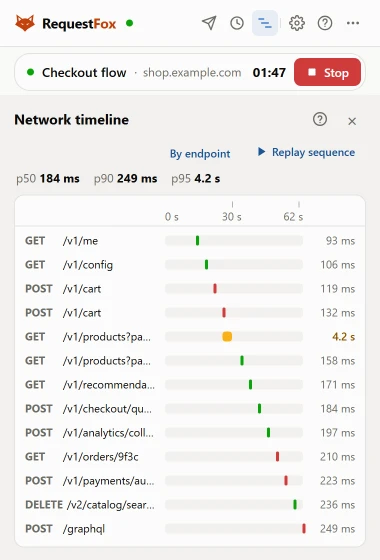 RequestFox
Checkout flow · shop.example.com 01:47 Stop
Network timeline
By endpoint Replay sequence
p50 184 ms p90 249 ms p95 4.2 s
0 s 30 s 62 s
GET /v1/me 93 ms
GET /v1/config 106 ms
POST /v1/cart 119 ms
POST /v1/cart 132 ms
GET /v1/products?pa... 4.2 s
GET /v1/products?pa... 158 ms
GET /v1/recommenda... 171 ms
POST /v1/checkout/qu... 184 ms
POST /v1/analytics/coll... 197 ms
GET /v1/orders/9f3c 210 ms
POST /v1/payments/au... 223 ms
DELETE /v2/catalog/sear... 236 ms
POST /graphql 249 ms